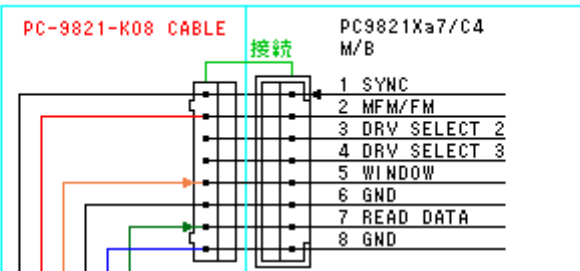 PC-9821-K08 CABLE
PC9821Xa7/C4
M/B
接続
1 SYNC
2 MFM/FM
3 DRV SELECT 2
4 DRV SELECT 3
5 WINDOW
6 GND
7 READ DATA
8 GND